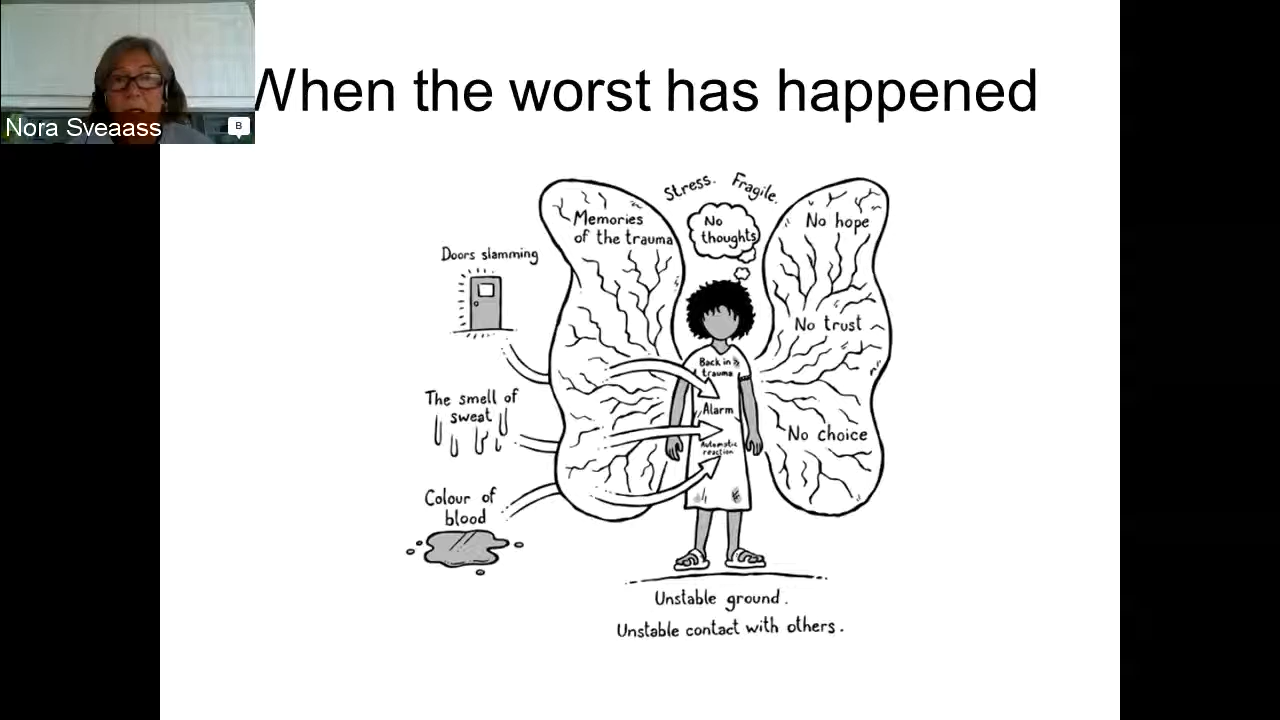 When the worst has happened
Nora Sveaass
B
Stress. Fragile.
No
thoughts
Memories
of the trauma
No hope
Doors slamming
No trust
Back in
trauma
Alarm
Automatic
reaction
The smell of
sweat
No choice
Colour of
blood
Unstable ground.
Unstable contact with others.